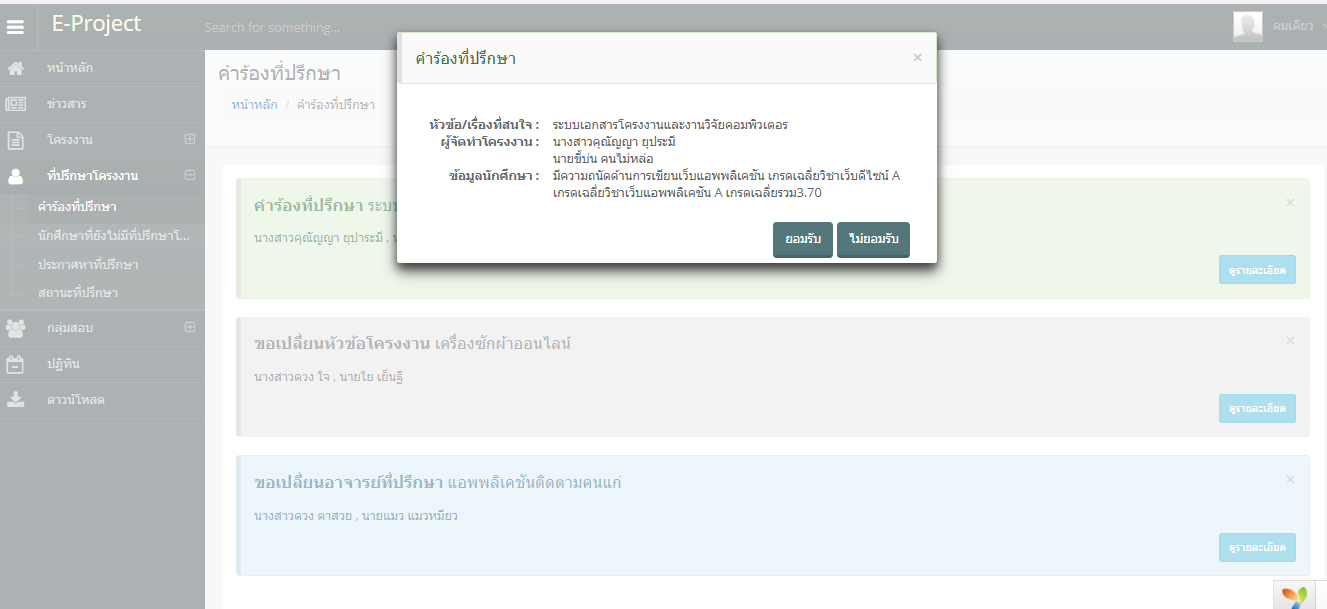 E-Project
Search for something...
คมเคียว
หน้าหลัก
ข่าวสาร
โครงงาน
ที่ปรึกษาโครงงาน
คำร้องที่ปรึกษา
นักศึกษาที่ยังไม่มีที่ปรึกษาโ...
ประกาศหาที่ปรึกษา
สถานะที่ปรึกษา
กลุ่มสอบ
ปฏิทิน
ดาวน์โหลด
คำร้องที่ปรึกษา
หน้าหลัก / คำร้องที่ปรึกษา
คำร้องที่ปรึกษา ×
หัวข้อ/เรื่องที่สนใจ : ระบบเอกสารโครงงานและงานวิจัยคอมพิวเตอร
ผู้จัดทำโครงงาน : นางสาวคุณัญญา ยุประมี
นายขี้บ่น คนไม่หล่อ
ข้อมูลนักศึกษา : มีความถนัดด้านการเขียนเว็บแอพพลิเคชัน เกรดเฉลี่ยวิชาเว็บดีไซน์ A
เกรดเฉลี่ยวิชาเว็บแอพพลิเคชัน A เกรดเฉลี่ยรวม3.70
ยอมรับ ไม่ยอมรับ
คำร้องที่ปรึกษา ระบบ ×
นางสาวคุณัญญา ยุปาระมี ,
ดูรายละเอียด
ขอเปลี่ยนหัวข้อโครงงาน เครื่องซักผ้าออนไลน์ ×
นางสาวดวง ใจ , นายใย เย็นฐี
ดูรายละเอียด
ขอเปลี่ยนอาจารย์ที่ปรึกษา แอพพลิเคชันติดตามคนแก่ ×
นางสาวดวง ตาสวย , นายแมว แมวหมียว
ดูรายละเอียด